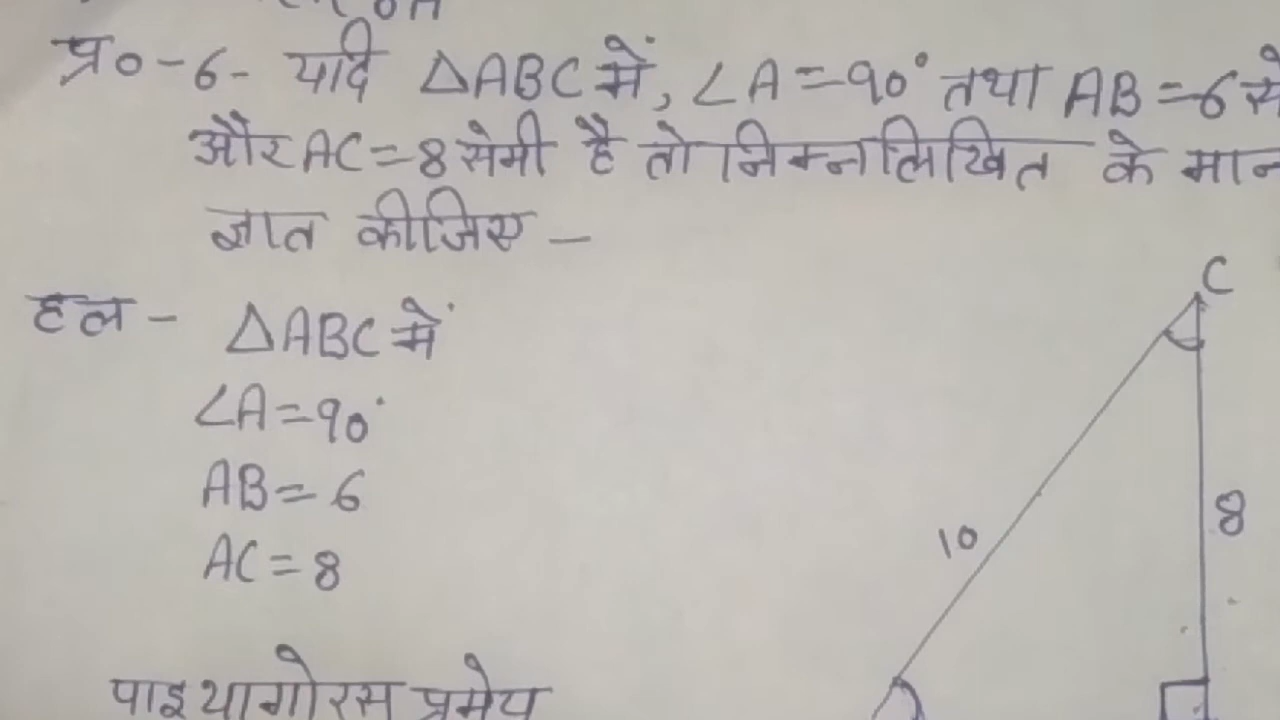 प्र०-6- यदि △ABC में, ∠A=90° तथा AB=6 से
और AC=8 सेमी है तो निम्नलिखित के मान
ज्ञात कीजिए -
हल - △ABC में
∠A=90°
AB=6
AC=8
पाइथागोरस प्रमेय
C
10
8